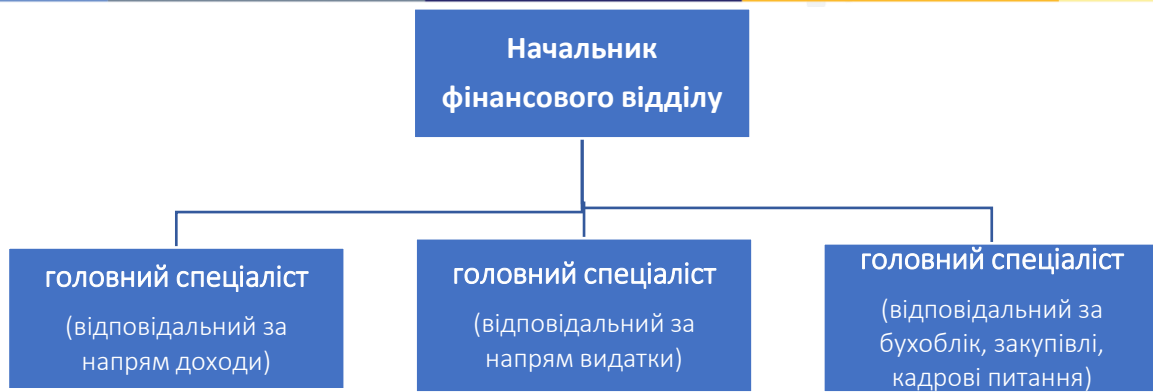 Начальник
фінансового відділу
головний спеціаліст
(відповідальний за
напрям доходи)
головний спеціаліст
(відповідальний за
напрям видатки)
головний спеціаліст
(відповідальний за
бухоблік, закупівлі,
кадрові питання)